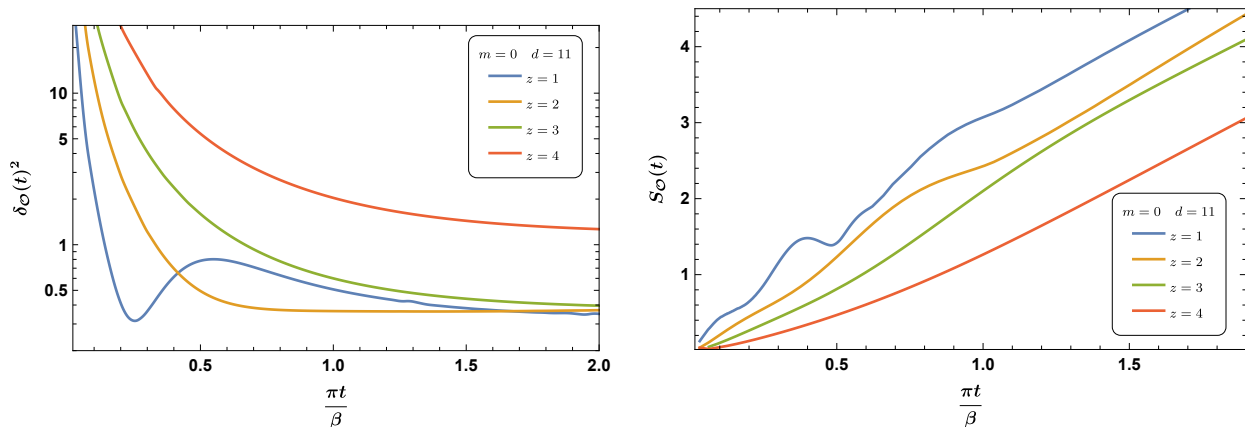 10
5
1
0.5
δ𝒪(t)²
0.5
1.0
1.5
2.0
πt
β
m = 0 d = 11
z = 1
z = 2
z = 3
z = 4
4
3
2
1
S𝒪(t)
0.5
1.0
1.5
πt
β
m = 0 d = 11
z = 1
z = 2
z = 3
z = 4